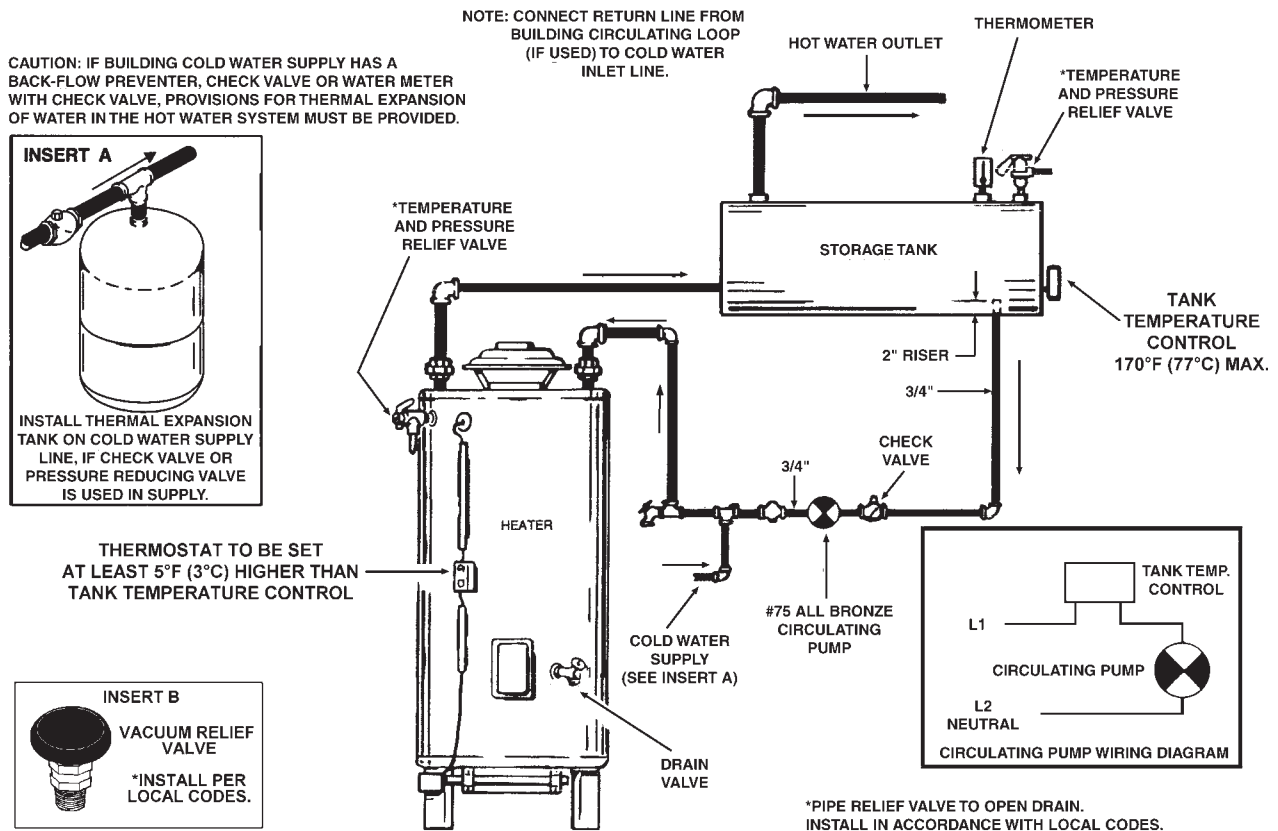 NOTE: CONNECT RETURN LINE FROM
BUILDING CIRCULATING LOOP
(IF USED) TO COLD WATER
INLET LINE.
THERMOMETER
HOT WATER OUTLET
*TEMPERATURE
AND PRESSURE
RELIEF VALVE
CAUTION: IF BUILDING COLD WATER SUPPLY HAS A
BACK-FLOW PREVENTER, CHECK VALVE OR WATER METER
WITH CHECK VALVE, PROVISIONS FOR THERMAL EXPANSION
OF WATER IN THE HOT WATER SYSTEM MUST BE PROVIDED.
INSERT A
INSTALL THERMAL EXPANSION
TANK ON COLD WATER SUPPLY
LINE, IF CHECK VALVE OR
PRESSURE REDUCING VALVE
IS USED IN SUPPLY.
*TEMPERATURE
AND PRESSURE
RELIEF VALVE
STORAGE TANK
TANK
TEMPERATURE
CONTROL
170°F (77°C) MAX.
2" RISER
3/4"
CHECK
VALVE
3/4"
HEATER
THERMOSTAT TO BE SET
AT LEAST 5°F (3°C) HIGHER THAN
TANK TEMPERATURE CONTROL
#75 ALL BRONZE
CIRCULATING
PUMP
COLD WATER
SUPPLY
(SEE INSERT A)
DRAIN
VALVE
TANK TEMP.
CONTROL
L1
CIRCULATING PUMP
L2
NEUTRAL
CIRCULATING PUMP WIRING DIAGRAM
INSERT B
VACUUM RELIEF
VALVE
*INSTALL PER
LOCAL CODES.
*PIPE RELIEF VALVE TO OPEN DRAIN.
INSTALL IN ACCORDANCE WITH LOCAL CODES.